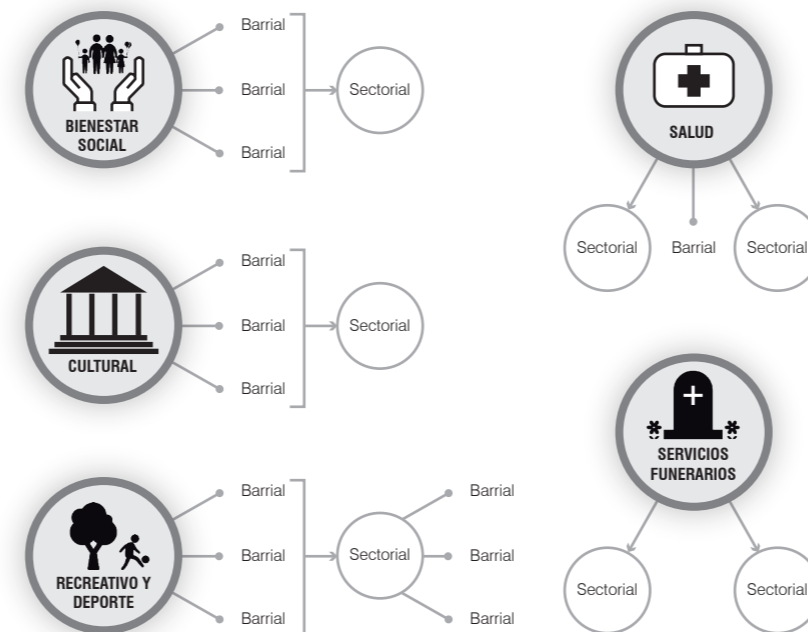 Barrial
Barrial
Barrial
Sectorial
BIENESTAR
SOCIAL
SALUD
Sectorial
Barrial
Sectorial
Barrial
Barrial
Barrial
Sectorial
CULTURAL
SERVICIOS
FUNERARIOS
Sectorial
Sectorial
Barrial
Barrial
Barrial
Sectorial
Barrial
Barrial
Barrial
RECREATIVO Y
DEPORTE